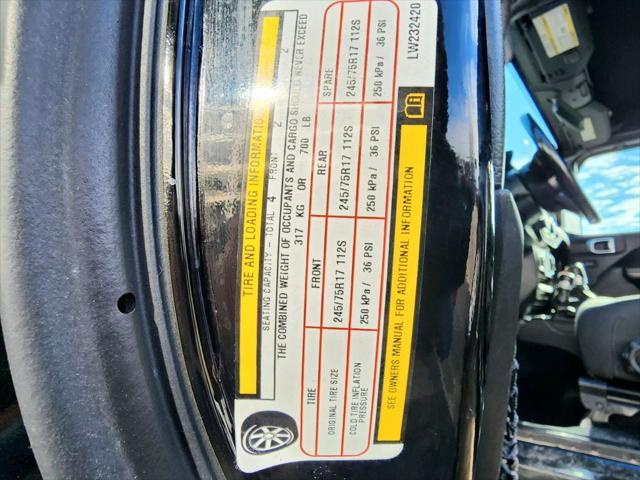 TIRE AND LOADING INFORMATION
SEATING CAPACITY - TOTAL 4 FRONT 2 2
THE COMBINED WEIGHT OF OCCUPANTS AND CARGO SHOULD NEVER EXCEED
317 KG OR 700 LB
TIRE FRONT REAR SPARE
ORIGINAL TIRE SIZE 245/75R17 112S 245/75R17 112S 245/75R17 112S
COLD TIRE INFLATION PRESSURE 250 kPa / 36 PSI 250 kPa / 36 PSI 250 kPa / 36 PSI
SEE OWNERS MANUAL FOR ADDITIONAL INFORMATION
LW232420